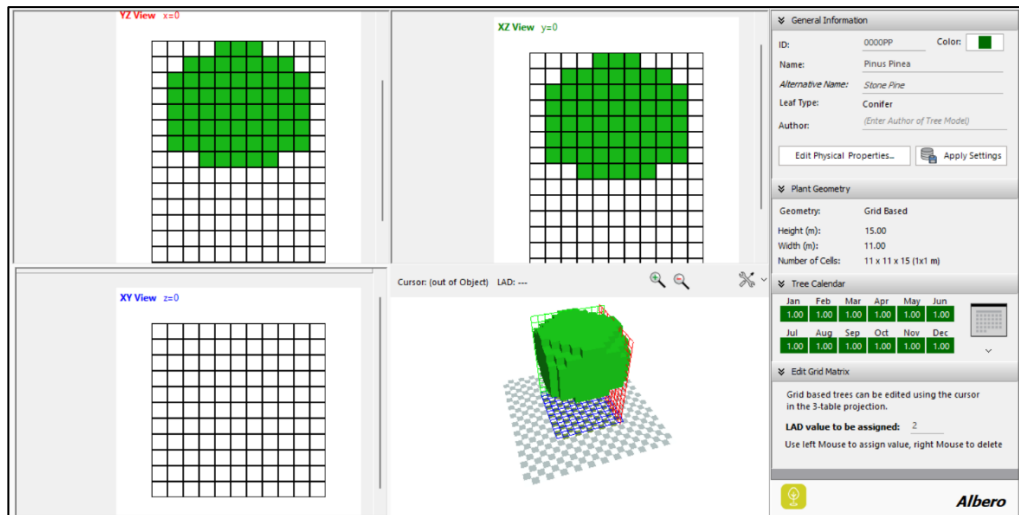 YZ View x=0
XZ View y=0
XY View z=0
Cursor: (out of Object) LAD: ---
General Information
ID: 0000PP Color:
Name: Pinus Pinea
Alternative Name: Stone Pine
Leaf Type: Conifer
Author: (Enter Author of Tree Model)
Edit Physical Properties... Apply Settings
Plant Geometry
Geometry: Grid Based
Height (m): 15.00
Width (m): 11.00
Number of Cells: 11 x 11 x 15 (1x1 m)
Tree Calendar
Jan Feb Mar Apr May Jun
1.00 1.00 1.00 1.00 1.00 1.00
Jul Aug Sep Oct Nov Dec
1.00 1.00 1.00 1.00 1.00 1.00
Edit Grid Matrix
Grid based trees can be edited using the cursor
in the 3-table projection.
LAD value to be assigned: 2
Use left Mouse to assign value, right Mouse to delete
Albero